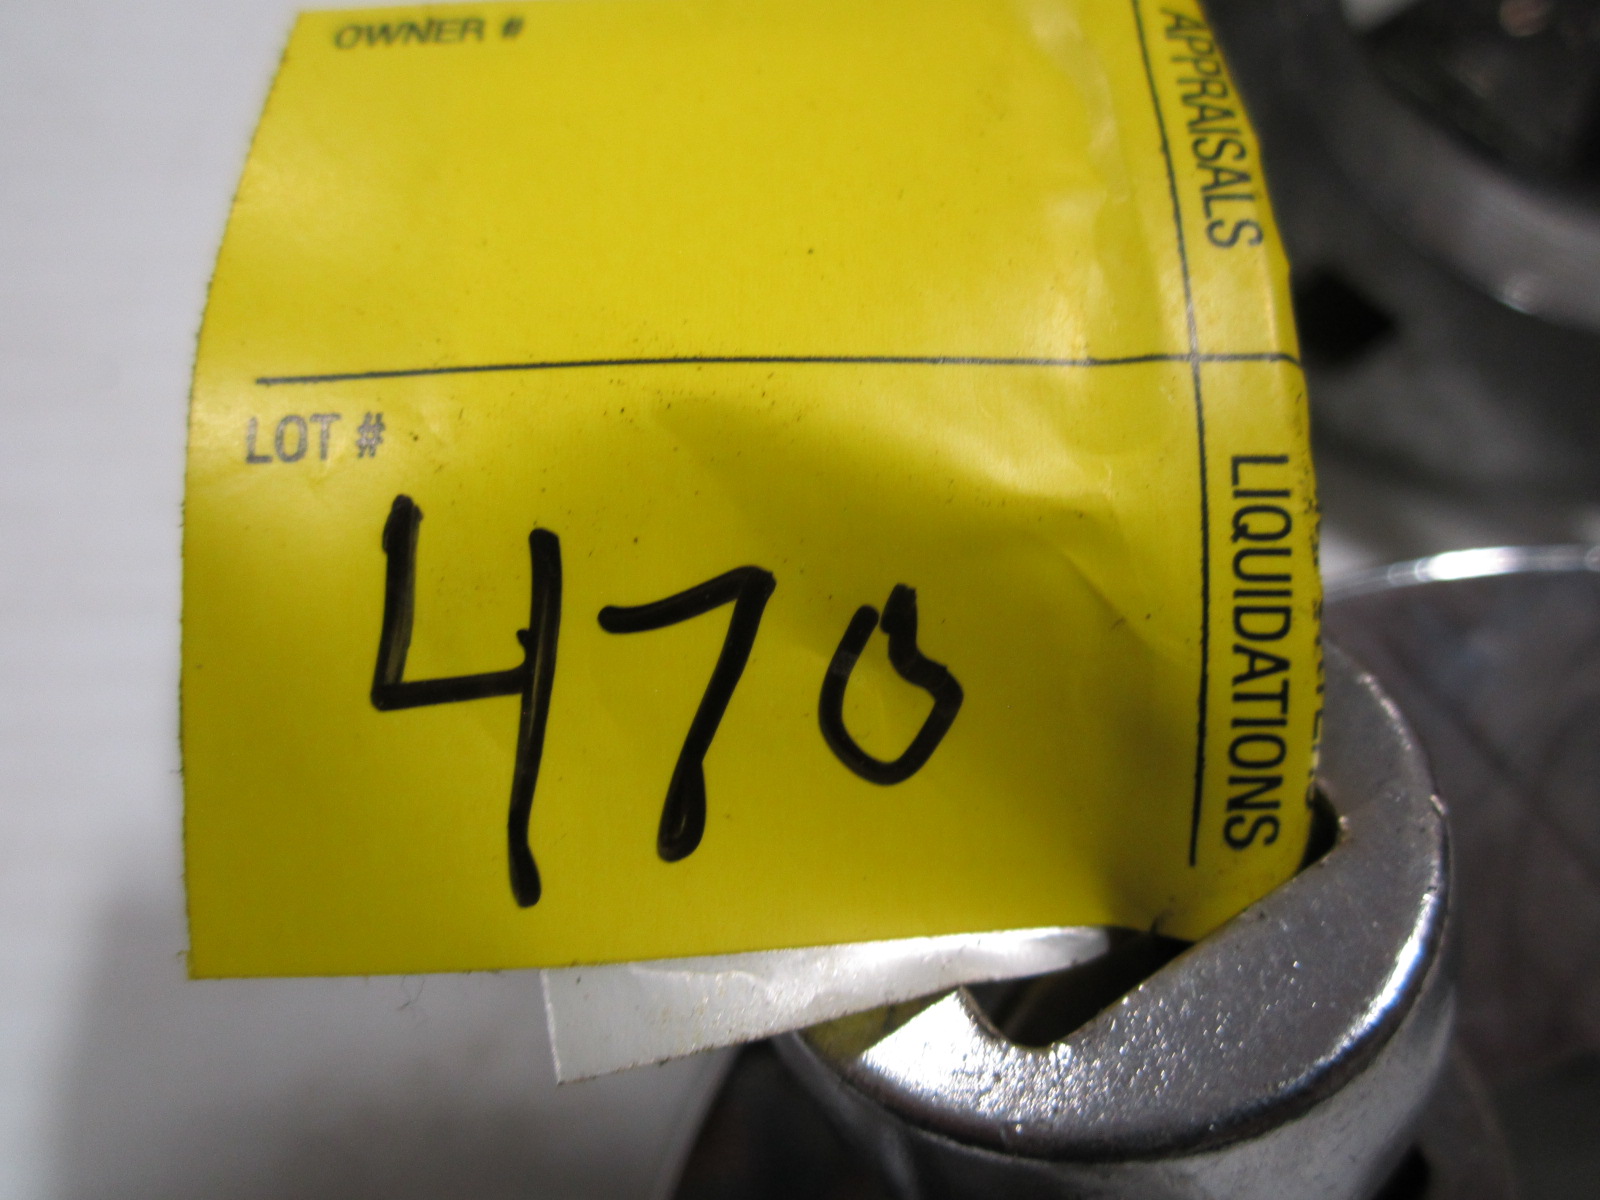 OWNER #
LOT #
470
APPRAISALS
LIQUIDATIONS